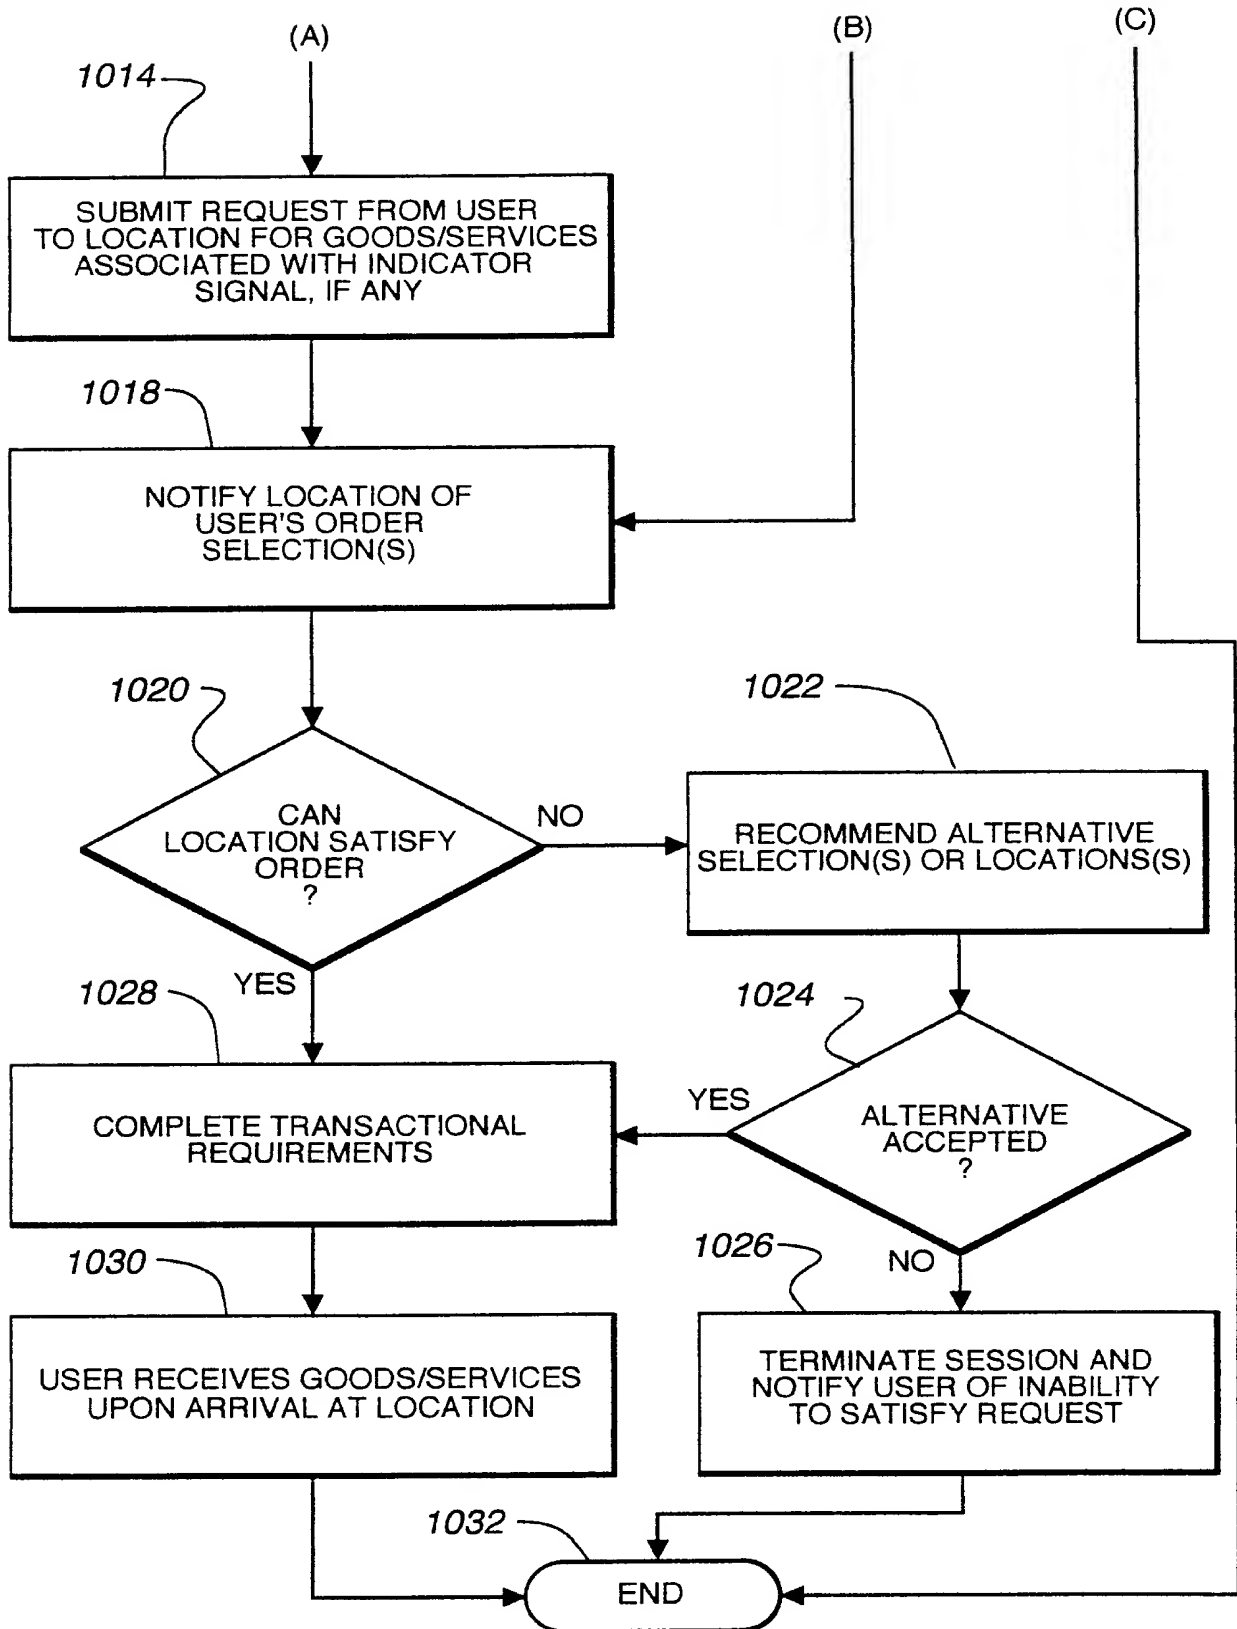 (A)
(B)
(C)
1014
SUBMIT REQUEST FROM USER
TO LOCATION FOR GOODS/SERVICES
ASSOCIATED WITH INDICATOR
SIGNAL, IF ANY
1018
NOTIFY LOCATION OF
USER'S ORDER
SELECTION(S)
1020
CAN
LOCATION SATISFY
ORDER
?
NO
YES
1022
RECOMMEND ALTERNATIVE
SELECTION(S) OR LOCATIONS(S)
1024
ALTERNATIVE
ACCEPTED
?
YES
NO
1028
COMPLETE TRANSACTIONAL
REQUIREMENTS
1026
TERMINATE SESSION AND
NOTIFY USER OF INABILITY
TO SATISFY REQUEST
1030
USER RECEIVES GOODS/SERVICES
UPON ARRIVAL AT LOCATION
1032
END